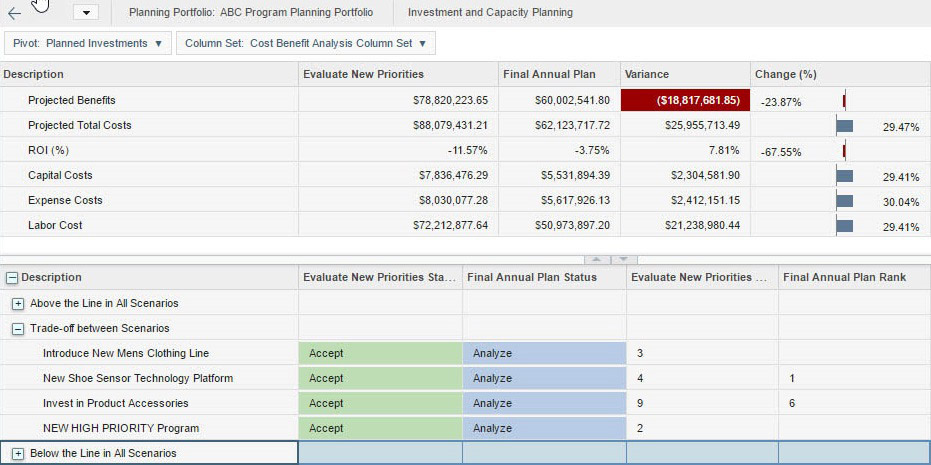 Planning Portfolio: ABC Program Planning Portfolio Investment and Capacity Planning
Pivot: Planned Investments Column Set: Cost Benefit Analysis Column Set
Description Evaluate New Priorities Final Annual Plan Variance Change (%)
Projected Benefits $78,820,223.65 $60,002,541.80 ($18,817,681.85) -23.87%
Projected Total Costs $88,079,431.21 $62,123,717.72 $25,955,713.49 29.47%
ROI (%) -11.57% -3.75% 7.81% -67.55%
Capital Costs $7,836,476.29 $5,531,894.39 $2,304,581.90 29.41%
Expense Costs $8,030,077.28 $5,617,926.13 $2,412,151.15 30.04%
Labor Cost $72,212,877.64 $50,973,897.20 $21,238,980.44 29.41%
Description Evaluate New Priorities Sta... Final Annual Plan Status Evaluate New Priorities ... Final Annual Plan Rank
Above the Line in All Scenarios
Trade-off between Scenarios
Introduce New Mens Clothing Line Accept Analyze 3
New Shoe Sensor Technology Platform Accept Analyze 4 1
Invest in Product Accessories Accept Analyze 9 6
NEW HIGH PRIORITY Program Accept Analyze 2
Below the Line in All Scenarios